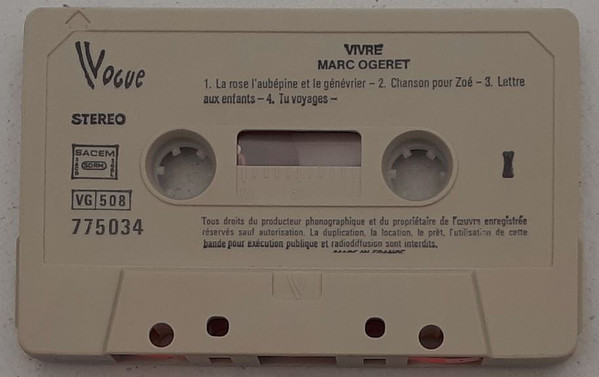 Vogue
VIVRE
MARC OGERET
1. La rose l'aubépine et le génévrier – 2. Chanson pour Zoé – 3. Lettre
aux enfants – 4. Tu voyages –
STEREO
SACEM
SDRM
I
VG 508
775034
Tous droits du producteur phonographique et du propriétaire de l'œuvre enregistrée
réservés sauf autorisation. La duplication, la location, le prêt, l'utilisation de cette
bande pour exécution publique et radiodiffusion sont interdits.
MADE IN FRANCE